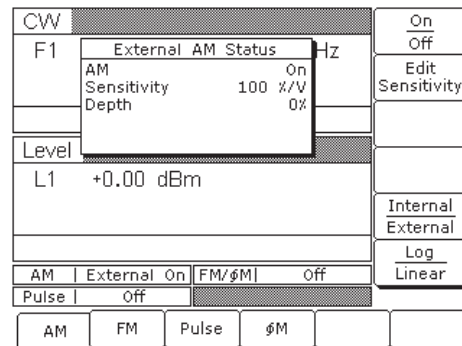 CW
F1 Hz
External AM Status
AM On
Sensitivity 100 %/V
Depth 0%
Level
L1 +0.00 dBm
AM | External On FM/ϕM| Off
Pulse | Off
AM FM Pulse ϕM
On
Off
Edit
Sensitivity
Internal
External
Log
Linear